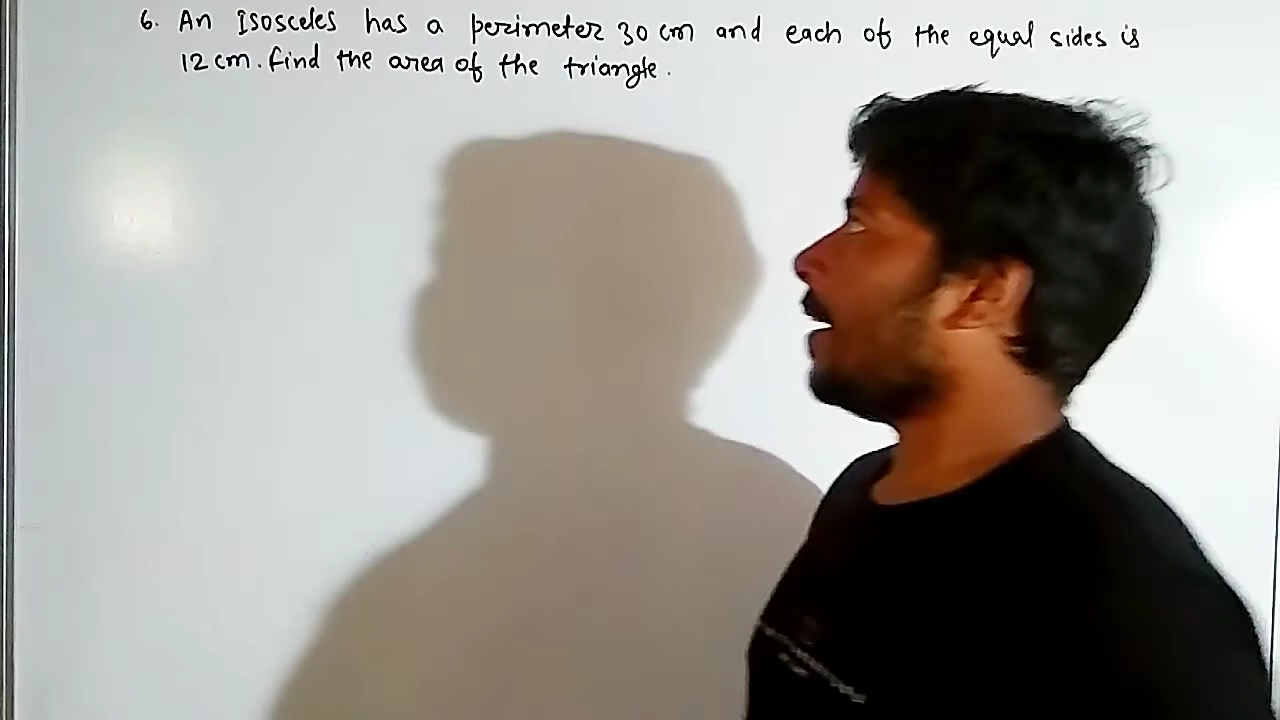 6. An Isosceles has a perimeter 30 cm and each of the equal sides is
12 cm. Find the area of the triangle.